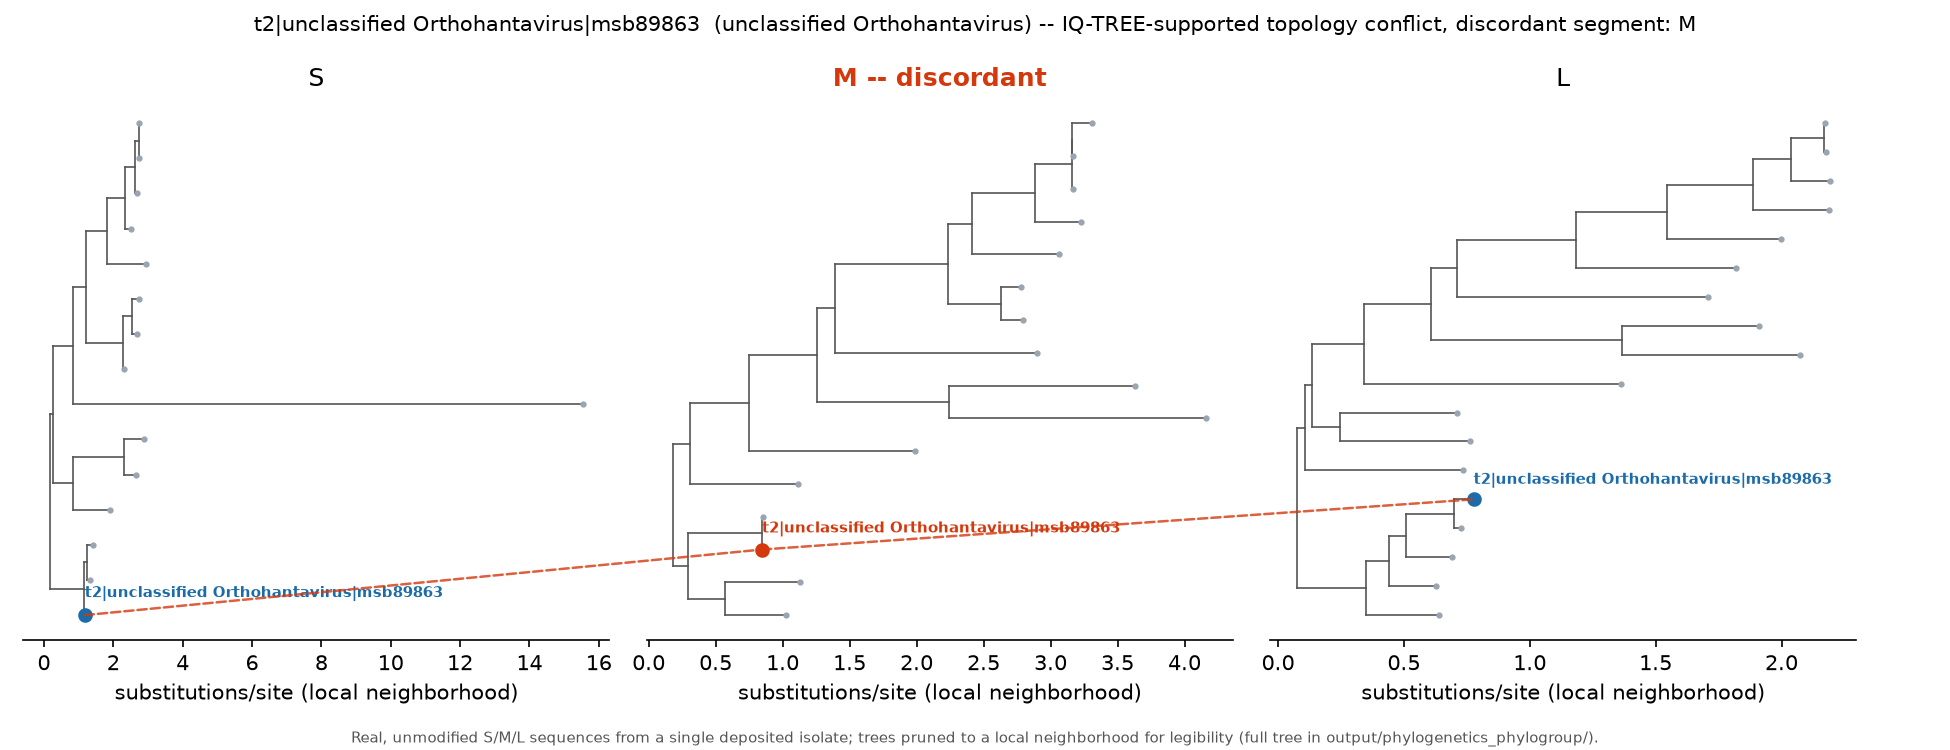 t2|unclassified Orthohantavirus|msb89863  (unclassified Orthohantavirus) -- IQ-TREE-supported topology conflict, discordant segment: M
S
M -- discordant
L
t2|unclassified Orthohantavirus|msb89863
t2|unclassified Orthohantavirus|msb89863
t2|unclassified Orthohantavirus|msb89863
0 2 4 6 8 10 12 14 16
0.0 0.5 1.0 1.5 2.0 2.5 3.0 3.5 4.0
0.0 0.5 1.0 1.5 2.0
substitutions/site (local neighborhood)
substitutions/site (local neighborhood)
substitutions/site (local neighborhood)
Real, unmodified S/M/L sequences from a single deposited isolate; trees pruned to a local neighborhood for legibility (full tree in output/phylogenetics_phylogroup/).